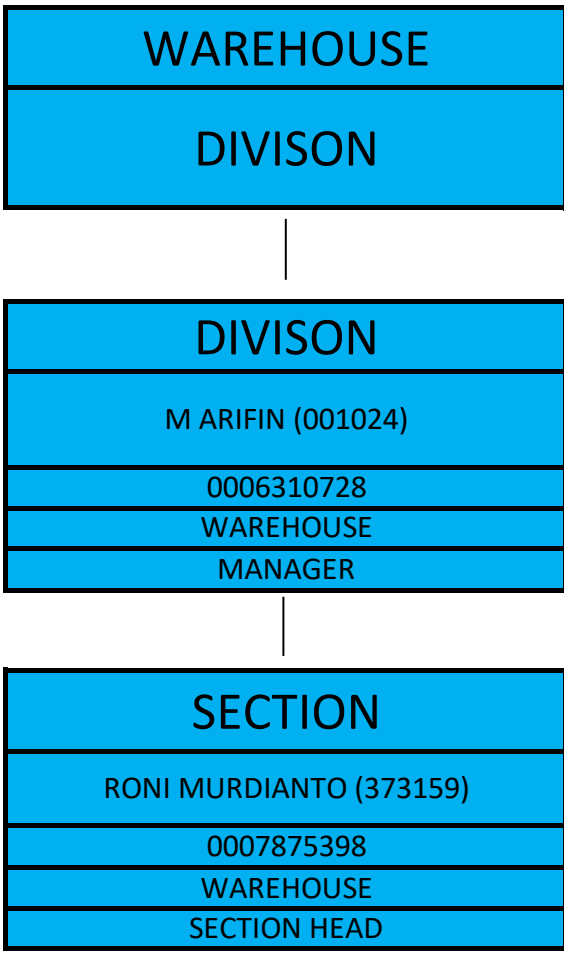 WAREHOUSE
DIVISON
DIVISON
M ARIFIN (001024)
0006310728
WAREHOUSE
MANAGER
SECTION
RONI MURDIANTO (373159)
0007875398
WAREHOUSE
SECTION HEAD